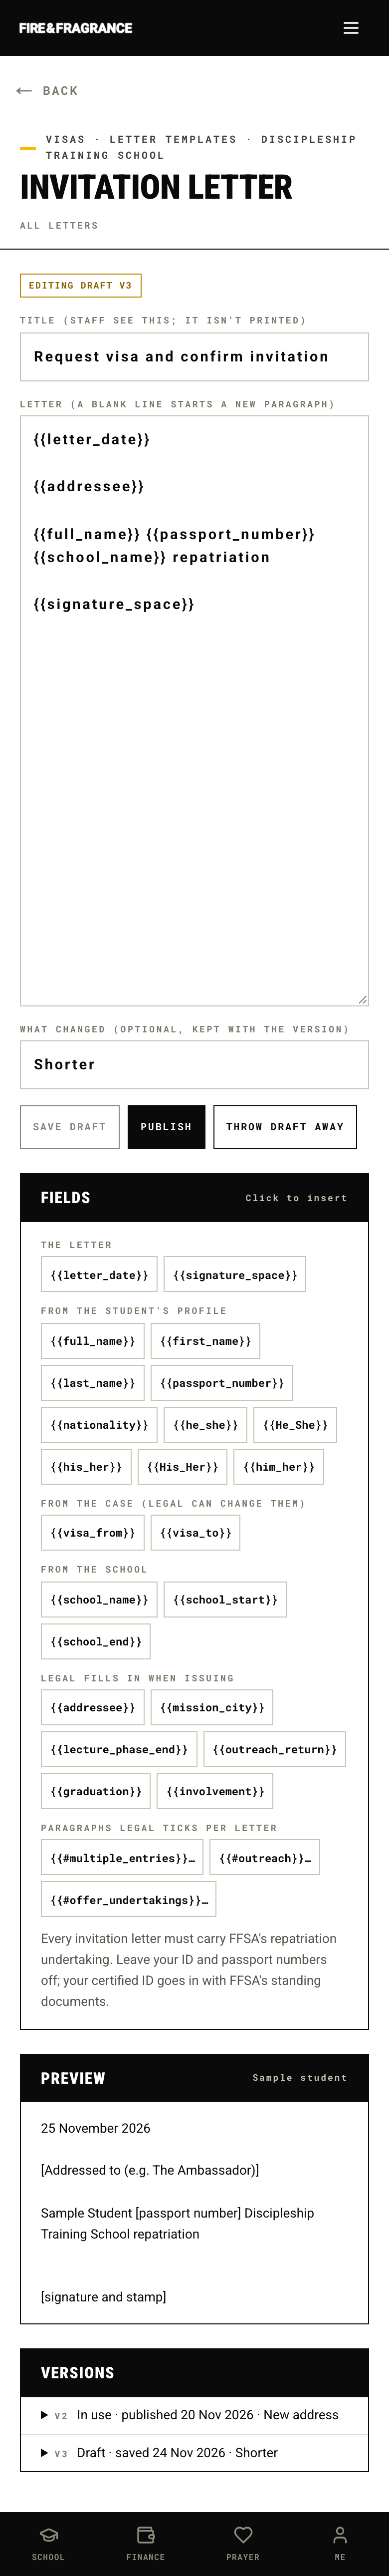 FIRE&FRAGRANCE
← BACK
VISAS · LETTER TEMPLATES · DISCIPLESHIP
TRAINING SCHOOL
INVITATION LETTER
ALL LETTERS
EDITING DRAFT V3
TITLE (STAFF SEE THIS; IT ISN'T PRINTED)
Request visa and confirm invitation
LETTER (A BLANK LINE STARTS A NEW PARAGRAPH)
{{letter_date}}
{{addressee}}
{{full_name}} {{passport_number}}
{{school_name}} repatriation
{{signature_space}}
WHAT CHANGED (OPTIONAL, KEPT WITH THE VERSION)
Shorter
SAVE DRAFT PUBLISH THROW DRAFT AWAY
FIELDS Click to insert
THE LETTER
{{letter_date}} {{signature_space}}
FROM THE STUDENT'S PROFILE
{{full_name}} {{first_name}}
{{last_name}} {{passport_number}}
{{nationality}} {{he_she}} {{He_She}}
{{his_her}} {{His_Her}} {{him_her}}
FROM THE CASE (LEGAL CAN CHANGE THEM)
{{visa_from}} {{visa_to}}
FROM THE SCHOOL
{{school_name}} {{school_start}}
{{school_end}}
LEGAL FILLS IN WHEN ISSUING
{{addressee}} {{mission_city}}
{{lecture_phase_end}} {{outreach_return}}
{{graduation}} {{involvement}}
PARAGRAPHS LEGAL TICKS PER LETTER
{{#multiple_entries}}… {{#outreach}}…
{{#offer_undertakings}}…
Every invitation letter must carry FFSA's repatriation
undertaking. Leave your ID and passport numbers
off; your certified ID goes in with FFSA's standing
documents.
PREVIEW Sample student
25 November 2026
[Addressed to (e.g. The Ambassador)]
Sample Student [passport number] Discipleship
Training School repatriation
[signature and stamp]
VERSIONS
V2 In use · published 20 Nov 2026 · New address
V3 Draft · saved 24 Nov 2026 · Shorter
SCHOOL FINANCE PRAYER ME